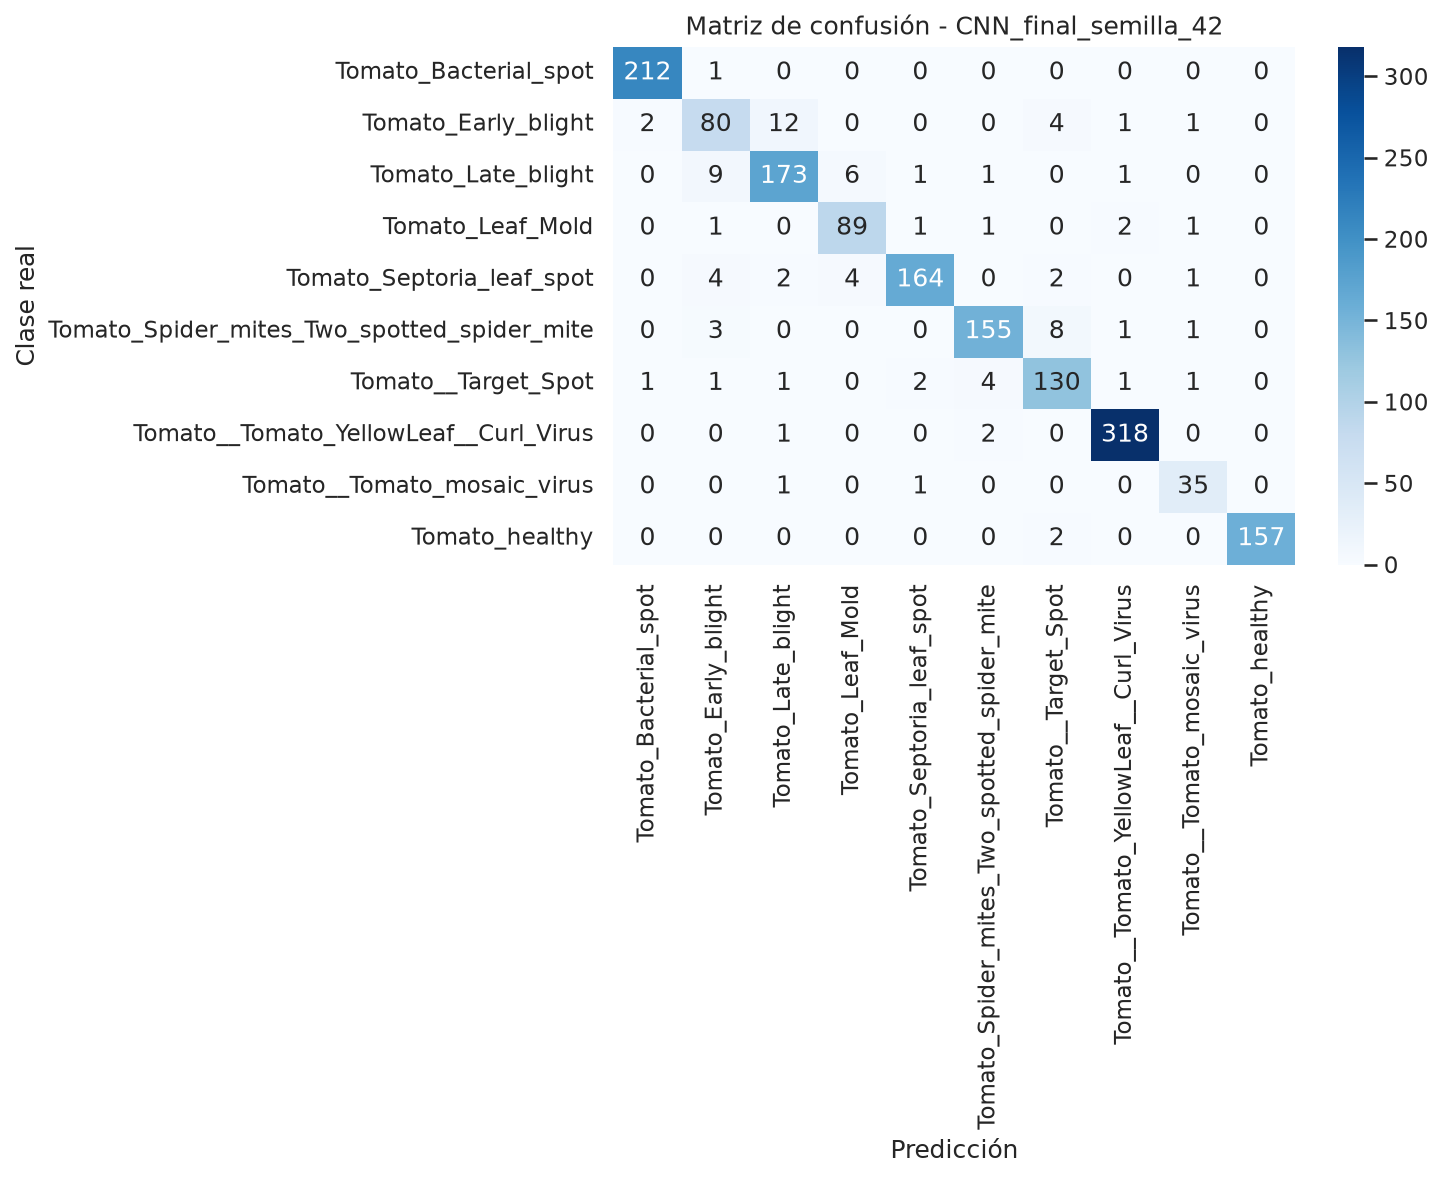 Matriz de confusión - CNN_final_semilla_42
Clase real
Tomato_Bacterial_spot 212 1 0 0 0 0 0 0 0 0
Tomato_Early_blight 2 80 12 0 0 0 4 1 1 0
Tomato_Late_blight 0 9 173 6 1 1 0 1 0 0
Tomato_Leaf_Mold 0 1 0 89 1 1 0 2 1 0
Tomato_Septoria_leaf_spot 0 4 2 4 164 0 2 0 1 0
Tomato_Spider_mites_Two_spotted_spider_mite 0 3 0 0 0 155 8 1 1 0
Tomato__Target_Spot 1 1 1 0 2 4 130 1 1 0
Tomato__Tomato_YellowLeaf__Curl_Virus 0 0 1 0 0 2 0 318 0 0
Tomato__Tomato_mosaic_virus 0 0 1 0 1 0 0 0 35 0
Tomato_healthy 0 0 0 0 0 0 2 0 0 157
Tomato_Bacterial_spot
Tomato_Early_blight
Tomato_Late_blight
Tomato_Leaf_Mold
Tomato_Septoria_leaf_spot
Tomato_Spider_mites_Two_spotted_spider_mite
Tomato__Target_Spot
Tomato__Tomato_YellowLeaf__Curl_Virus
Tomato__Tomato_mosaic_virus
Tomato_healthy
Predicción
300
250
200
150
100
50
0